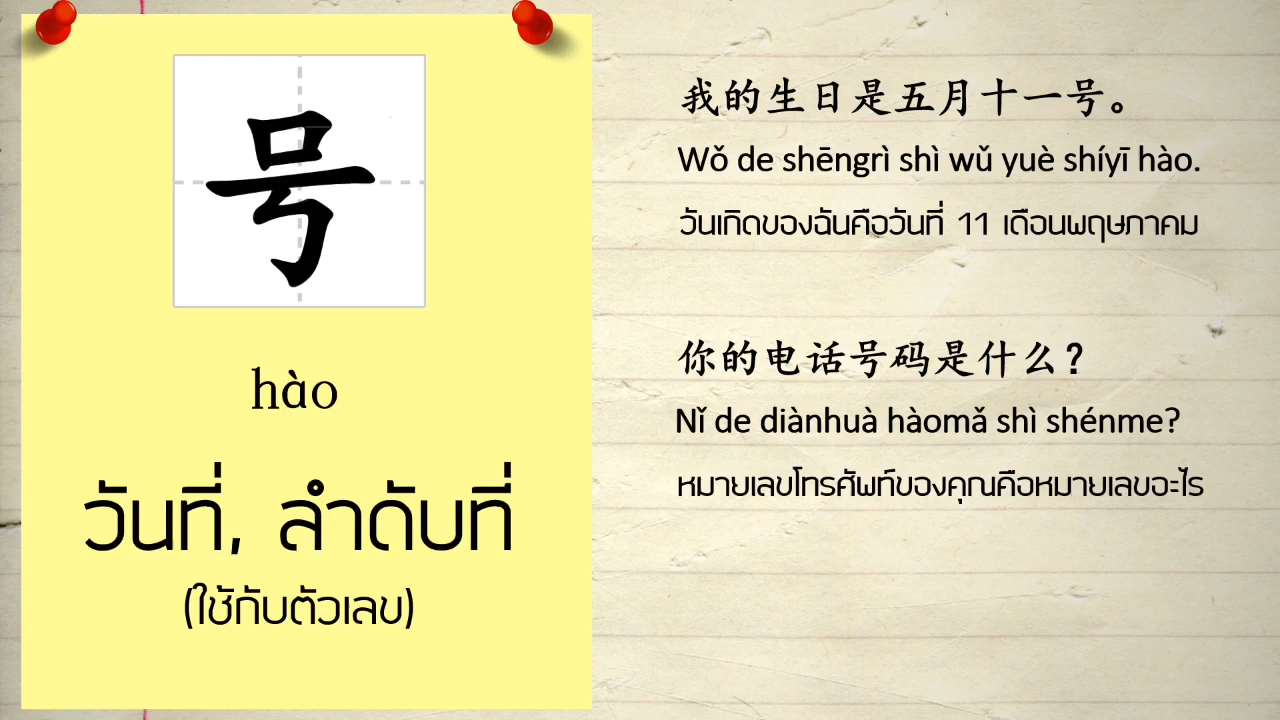 号
hào
วันที่, ลำดับที่
(ใช้กับตัวเลข)
我的生日是五月十一号。
Wǒ de shēngrì shì wǔ yuè shíyī hào.
วันเกิดของฉันคือวันที่ 11 เดือนพฤษภาคม
你的电话号码是什么？
Nǐ de diànhuà hàomǎ shì shénme?
หมายเลขโทรศัพท์ของคุณคือหมายเลขอะไร